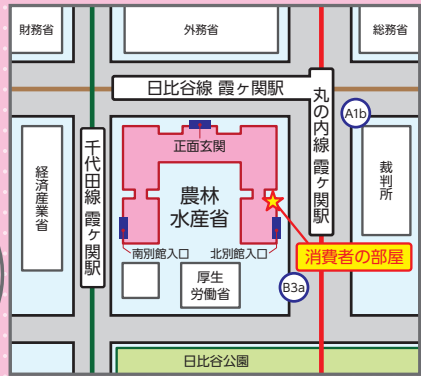 財務省
外務省
総務省
日比谷線 霞ヶ関駅
丸の内線 霞ヶ関駅
A1b
千代田線 霞ヶ関駅
正面玄関
経済産業省
農林
水産省
裁判所
南別館入口
北別館入口
消費者の部屋
厚生
労働省
B3a
日比谷公園